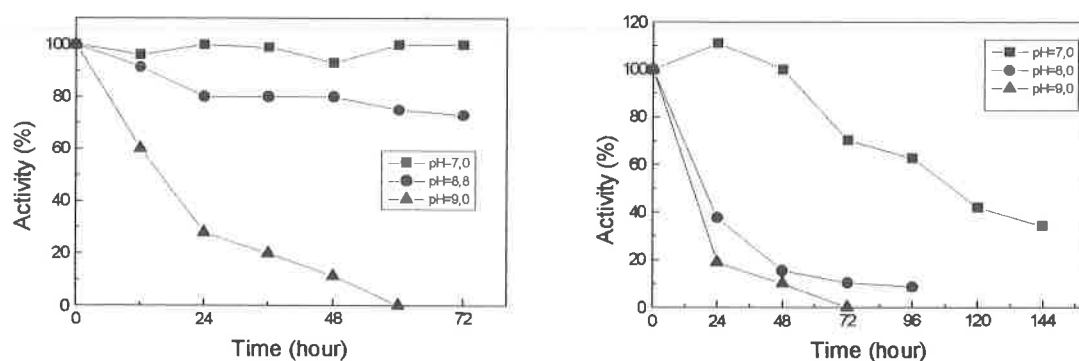 100
80
60
40
20
0
0 24 48 72
Activity (%)
Time (hour)
pH=7,0
pH=8,8
pH=9,0
120
100
80
60
40
20
0
0 24 48 72 96 120 144
Activity (%)
Time (hour)
pH=7,0
pH=8,0
pH=9,0